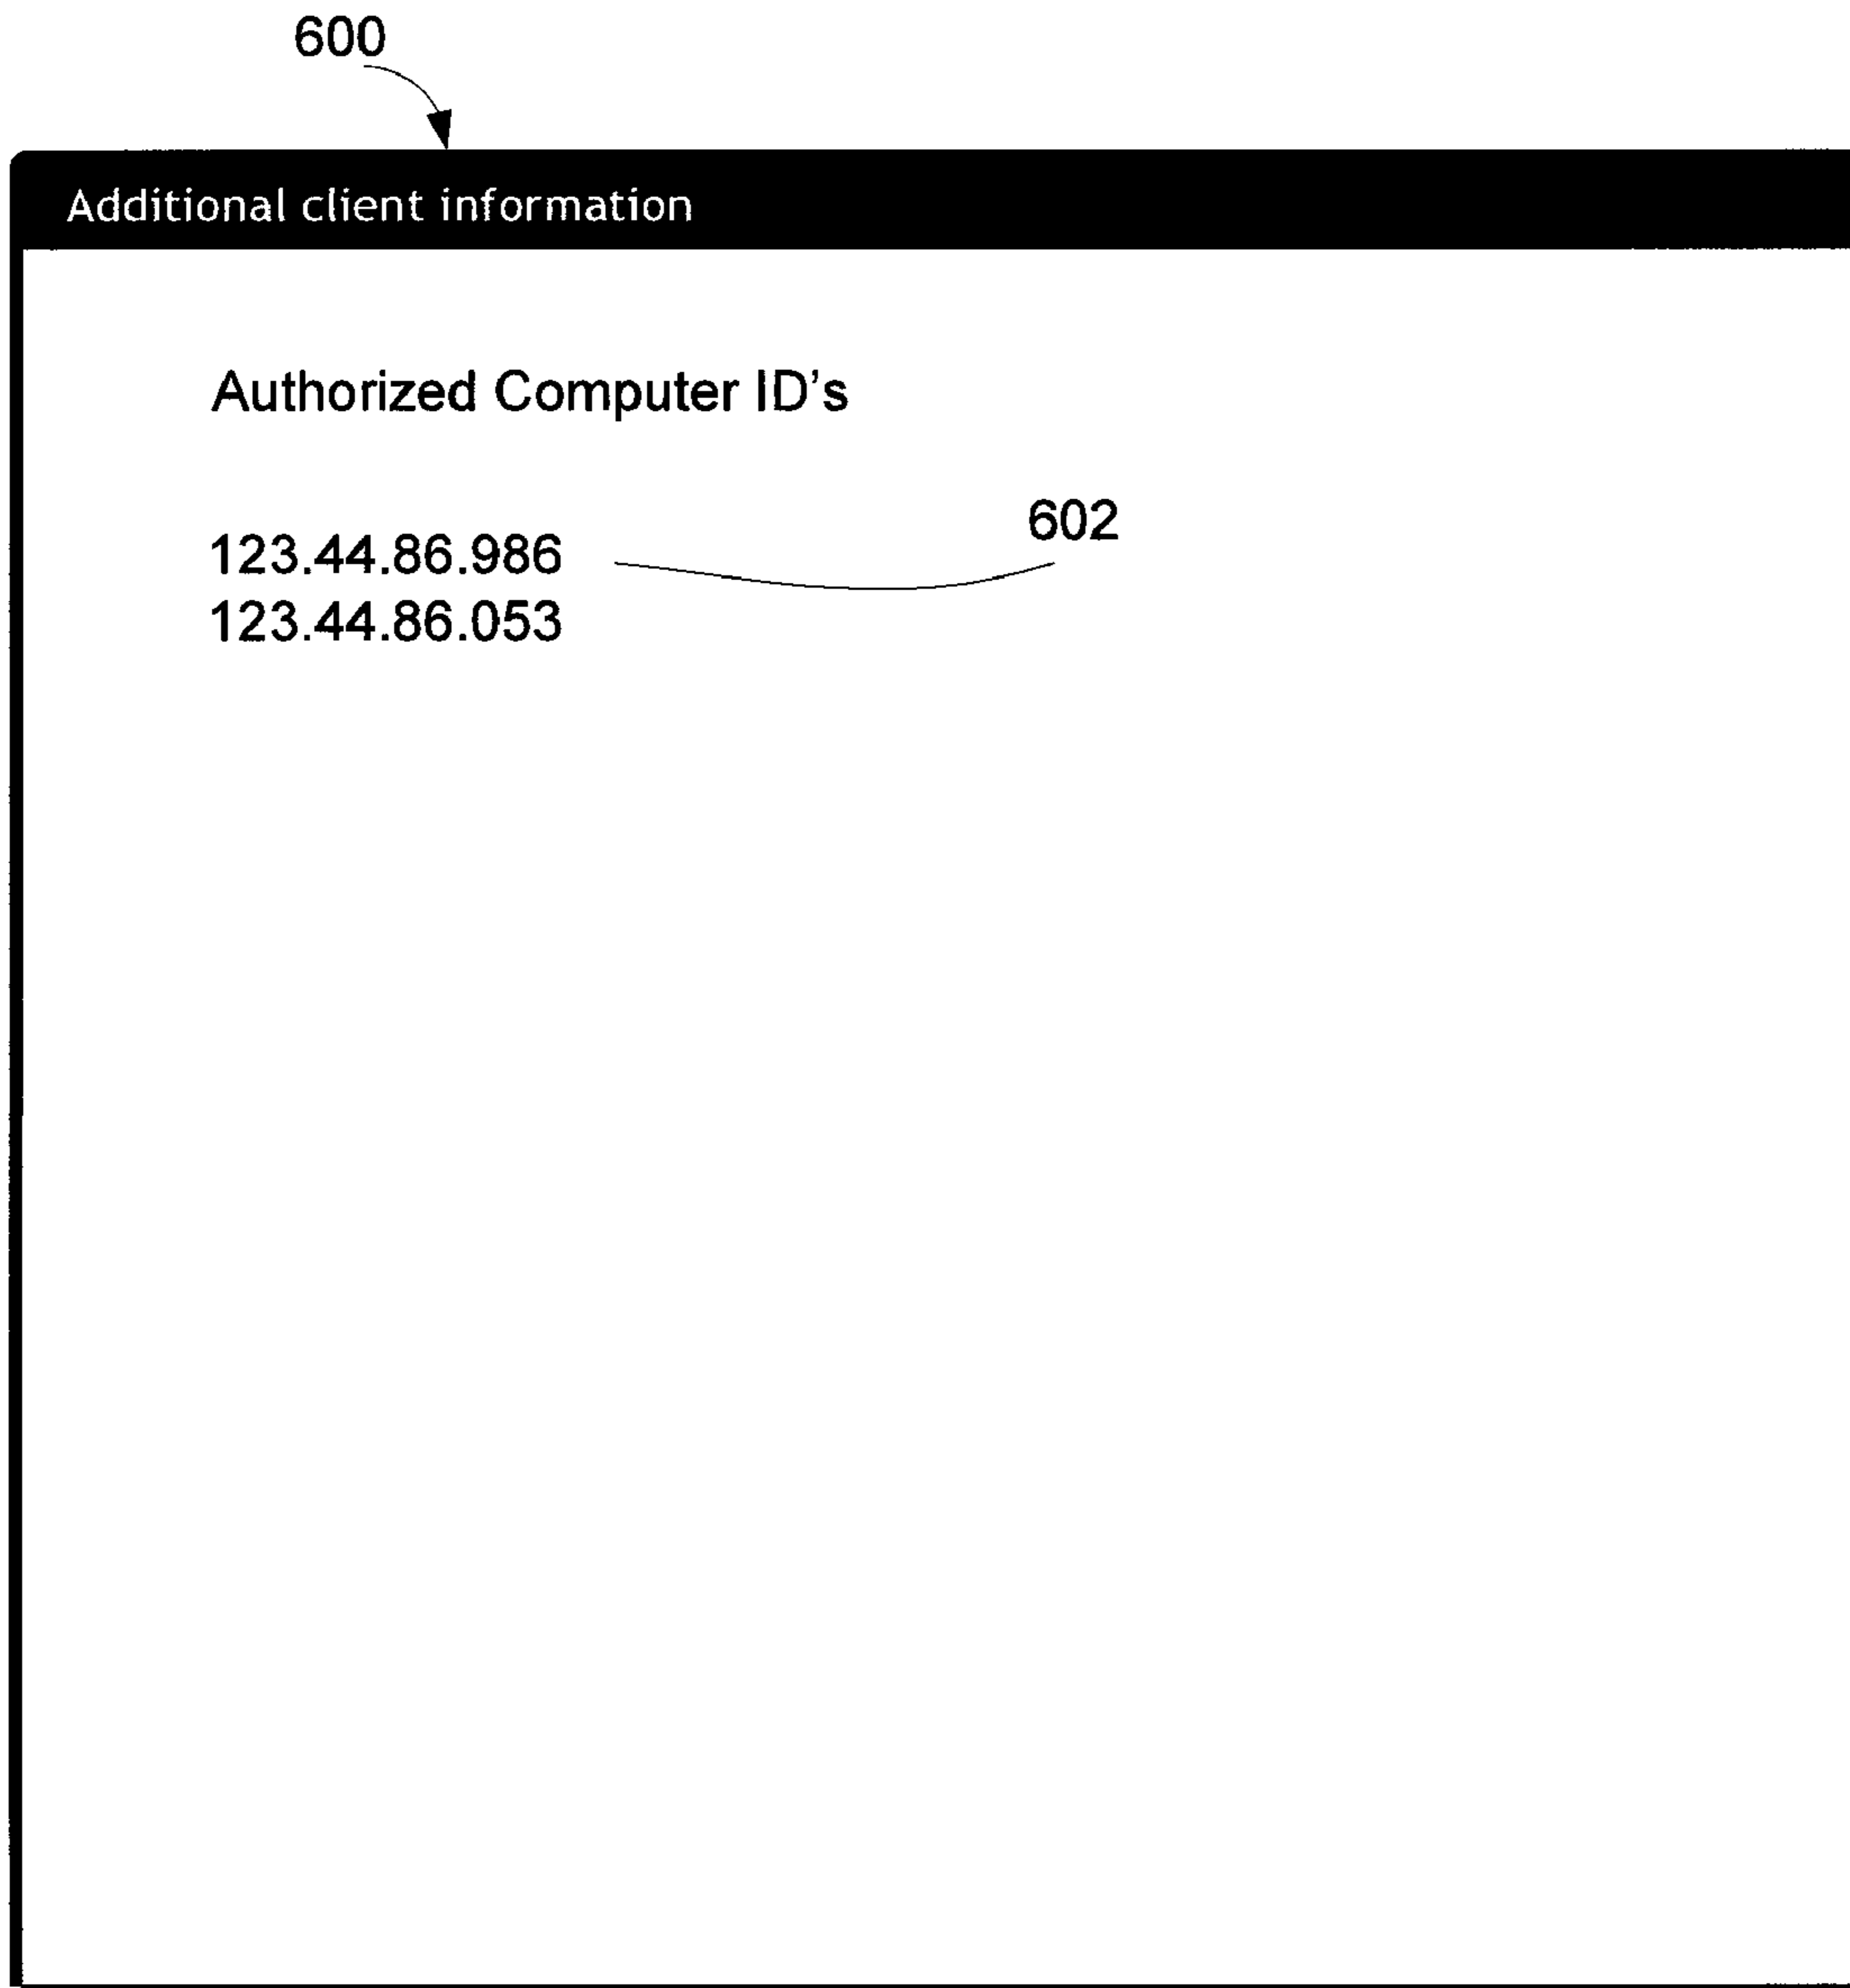 600
Additional client information
Authorized Computer ID's
602
123.44.86.986
123.44.86.053